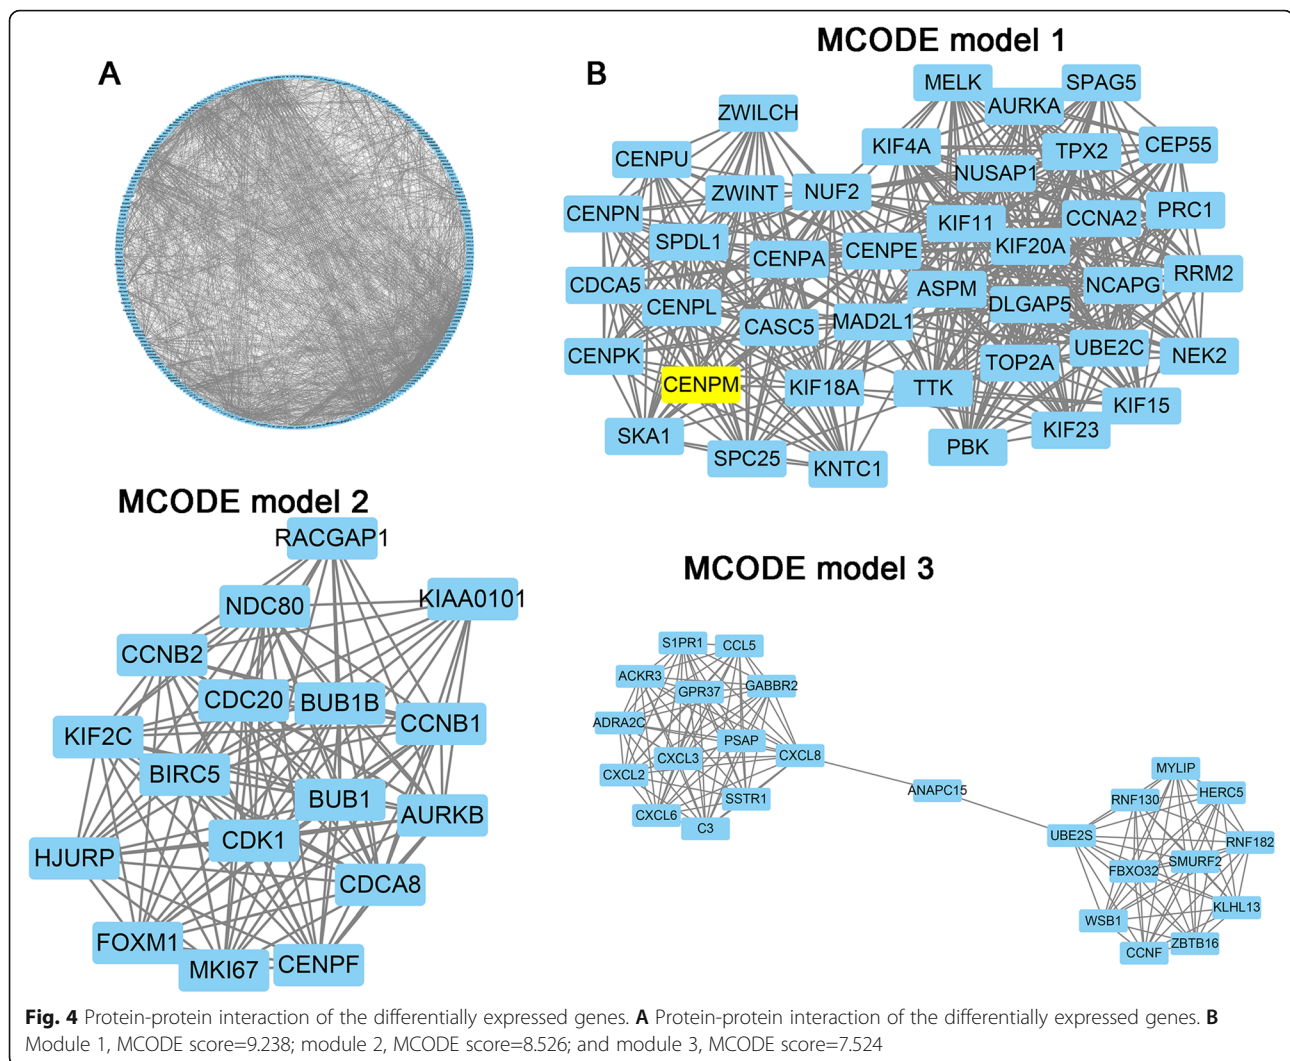 A
B
MCODE model 1
MELK
SPAG5
AURKA
ZWILCH
KIF4A
TPX2
CEP55
CENPU
NUSAP1
ZWINT
NUF2
CENPN
KIF11
CCNA2
PRC1
SPDL1
CENPA
CENPE
KIF20A
CDCA5
CENPL
ASPM
DLGAP5
NCAPG
RRM2
CASC5
MAD2L1
CENPK
TOP2A
UBE2C
NEK2
CENPM
KIF18A
TTK
KIF15
SKA1
KIF23
SPC25
KNTC1
PBK
MCODE model 2
RACGAP1
NDC80
KIAA0101
CCNB2
CDC20
BUB1B
CCNB1
KIF2C
BIRC5
BUB1
AURKB
CDK1
HJURP
CDCA8
FOXM1
MKI67
CENPF
MCODE model 3
S1PR1
CCL5
ACKR3
GPR37
GABBR2
ADRA2C
PSAP
CXCL3
CXCL8
CXCL2
SSTR1
CXCL6
C3
ANAPC15
MYLIP
RNF130
HERC5
UBE2S
RNF182
SMURF2
FBXO32
KLHL13
WSB1
ZBTB16
CCNF
Fig. 4 Protein-protein interaction of the differentially expressed genes. A Protein-protein interaction of the differentially expressed genes. B
Module 1, MCODE score=9.238; module 2, MCODE score=8.526; and module 3, MCODE score=7.524